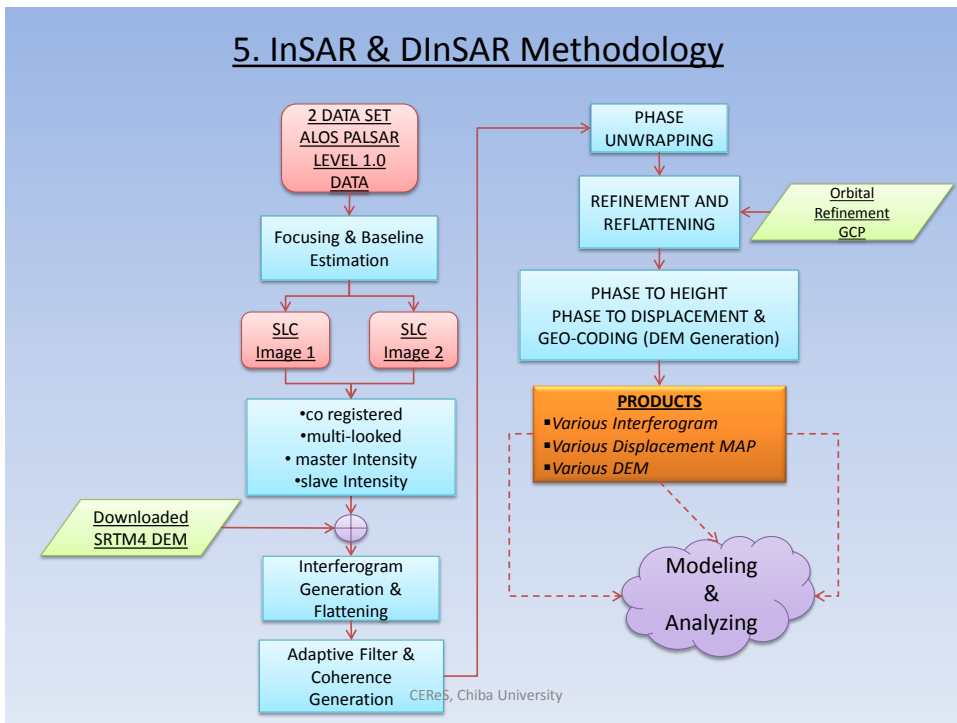 5. InSAR & DInSAR Methodology
2 DATA SET
ALOS PALSAR
LEVEL 1.0
DATA
Focusing & Baseline
Estimation
SLC
Image 1
SLC
Image 2
•co registered
•multi-looked
• master Intensity
•slave Intensity
Downloaded
SRTM4 DEM
Interferogram
Generation &
Flattening
Adaptive Filter &
Coherence
Generation
PHASE
UNWRAPPING
REFINEMENT AND
REFLATTENING
Orbital
Refinement
GCP
PHASE TO HEIGHT
PHASE TO DISPLACEMENT &
GEO-CODING (DEM Generation)
PRODUCTS
▪Various Interferogram
▪Various Displacement MAP
▪Various DEM
Modeling
&
Analyzing
CEReS, Chiba University